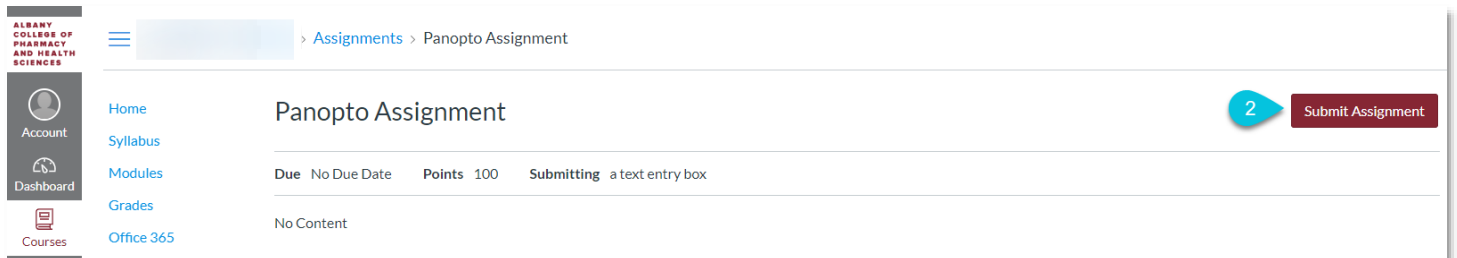 ALBANY
COLLEGE OF
PHARMACY
AND HEALTH
SCIENCES
› Assignments › Panopto Assignment
Account
Dashboard
Courses
Home
Syllabus
Modules
Grades
Office 365
Panopto Assignment
2
Submit Assignment
Due No Due Date Points 100 Submitting a text entry box
No Content